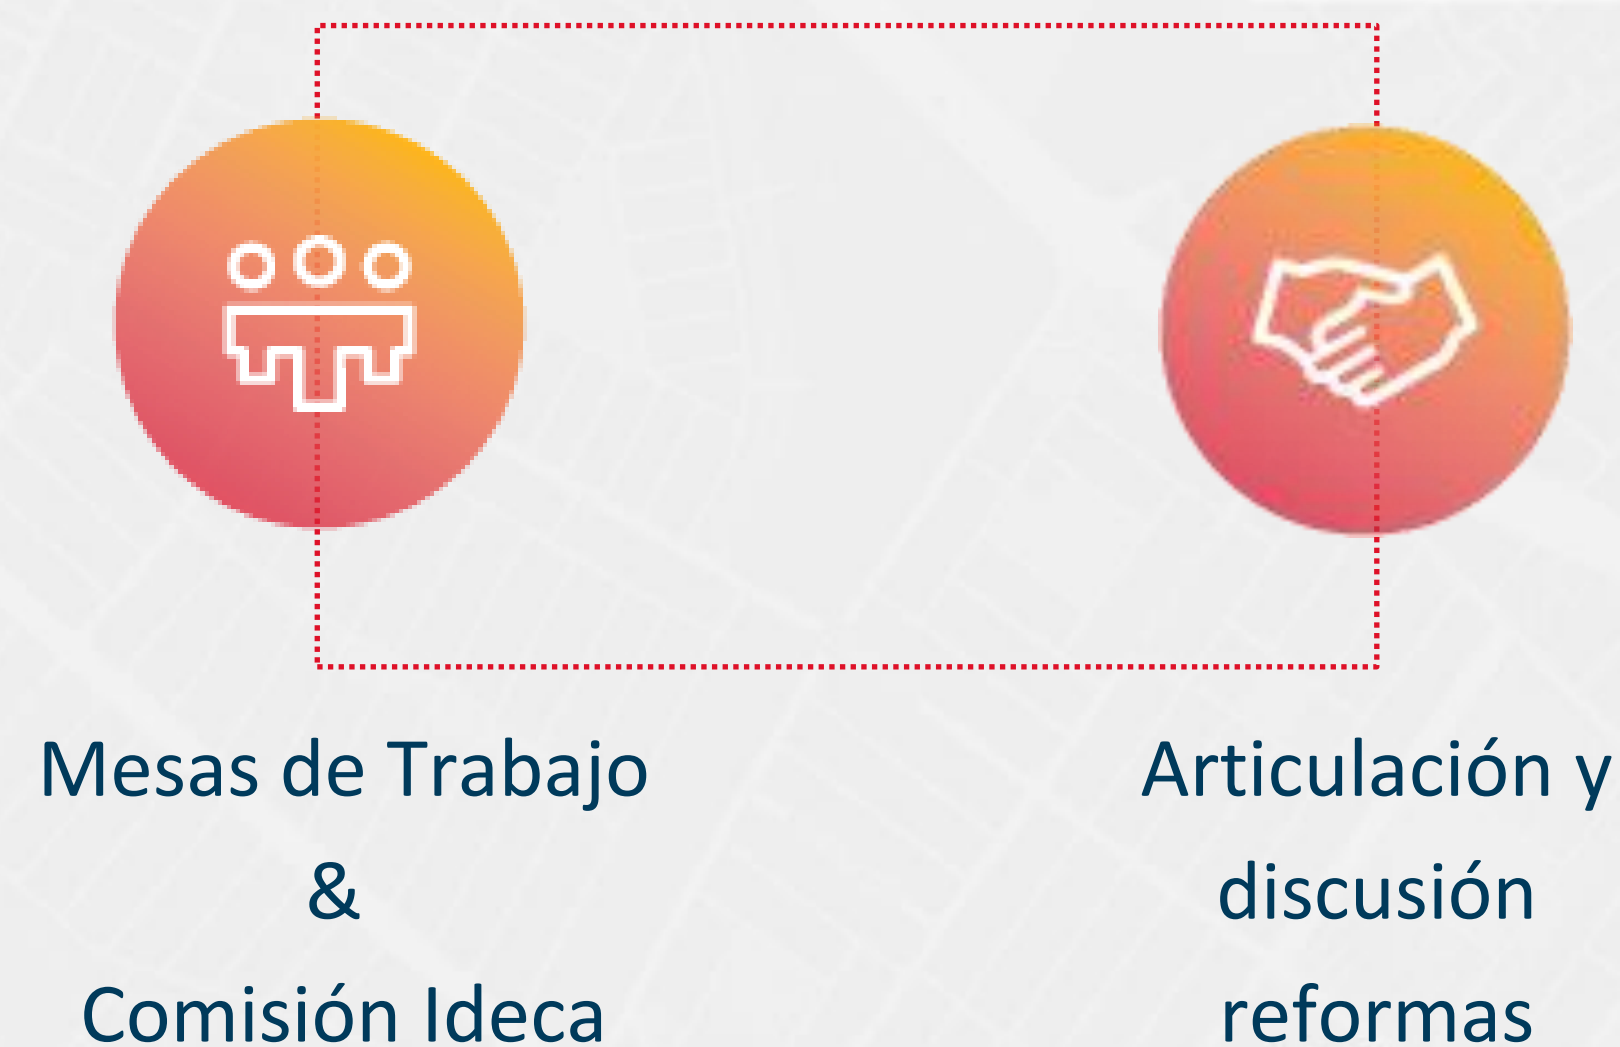 Mesas de Trabajo
&
Comisión Ideca
Articulación y
discusión
reformas